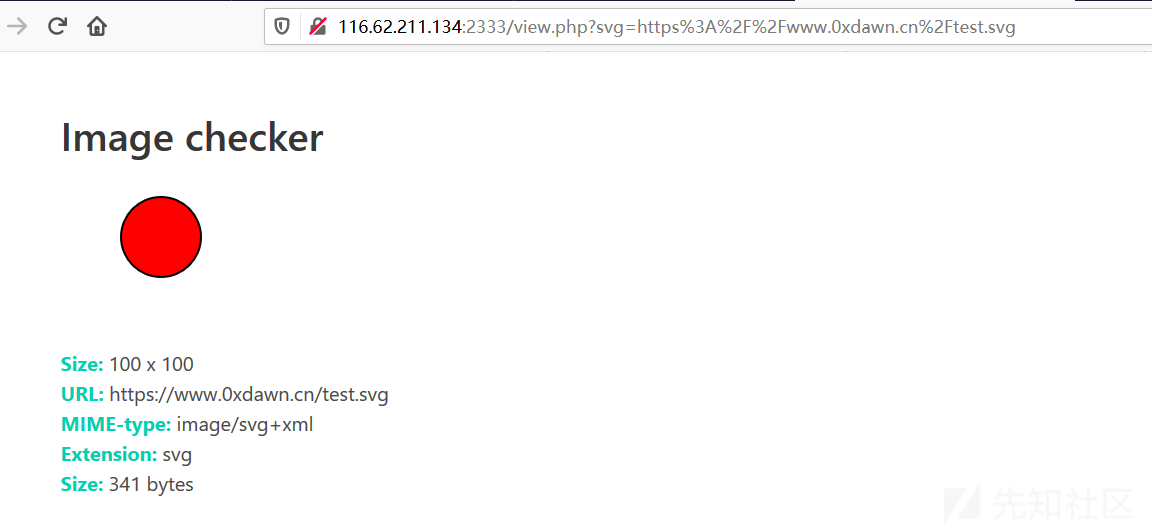 116.62.211.134:2333/view.php?svg=https%3A%2F%2Fwww.0xdawn.cn%2Ftest.svg
Image checker
Size: 100 x 100
URL: https://www.0xdawn.cn/test.svg
MIME-type: image/svg+xml
Extension: svg
Size: 341 bytes
先知社区